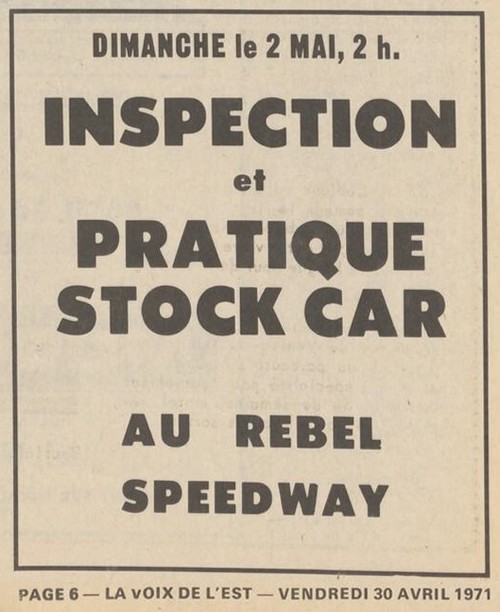 DIMANCHE le 2 MAI, 2 h.
INSPECTION
et
PRATIQUE
STOCK CAR
AU REBEL
SPEEDWAY
PAGE 6 — LA vOIX DE L'EST — VENDREDI 30 AVRIL 1971